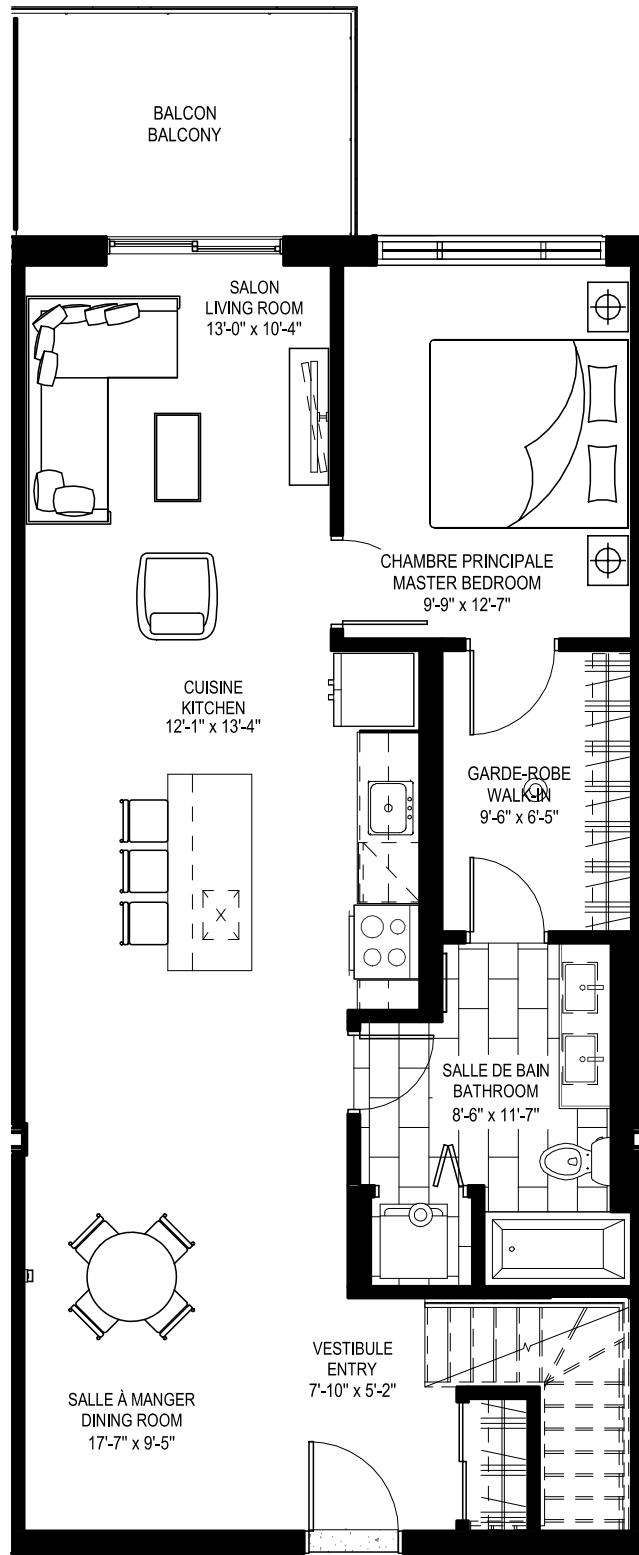 BALCON
BALCONY
SALON
LIVING ROOM
13'-0" x 10'-4"
CHAMBRE PRINCIPALE
MASTER BEDROOM
9'-9" x 12'-7"
CUISINE
KITCHEN
12'-1" x 13'-4"
GARDE-ROBE
WALK-IN
9'-6" x 6'-5"
SALLE DE BAIN
BATHROOM
8'-6" x 11'-7"
VESTIBULE
ENTRY
7'-10" x 5'-2"
SALLE À MANGER
DINING ROOM
17'-7" x 9'-5"